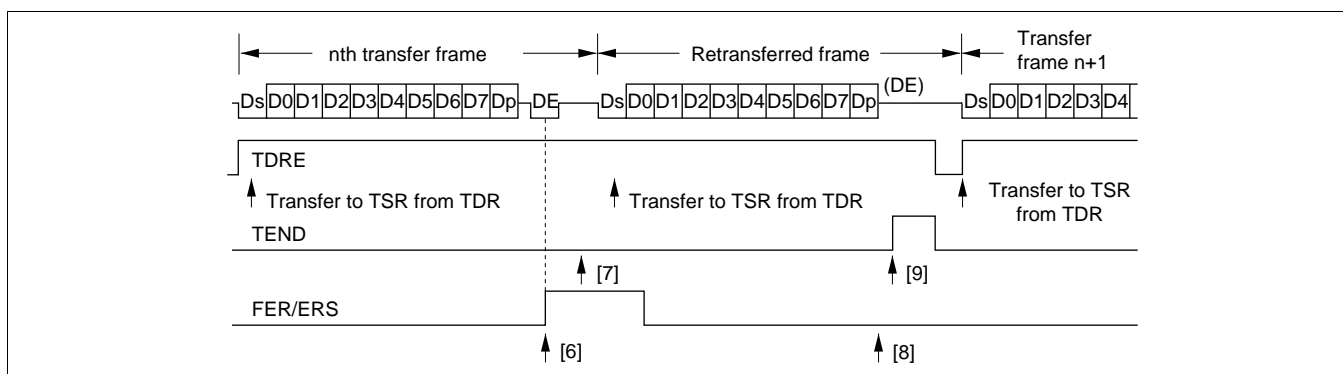 nth transfer frame
Retransferred frame
Transfer
frame n+1
Ds D0 D1 D2 D3 D4 D5 D6 D7 Dp DE
Ds D0 D1 D2 D3 D4 D5 D6 D7 Dp (DE)
Ds D0 D1 D2 D3 D4
TDRE
Transfer to TSR from TDR
Transfer to TSR from TDR
Transfer to TSR
from TDR
TEND
[7]
[9]
FER/ERS
[6]
[8]